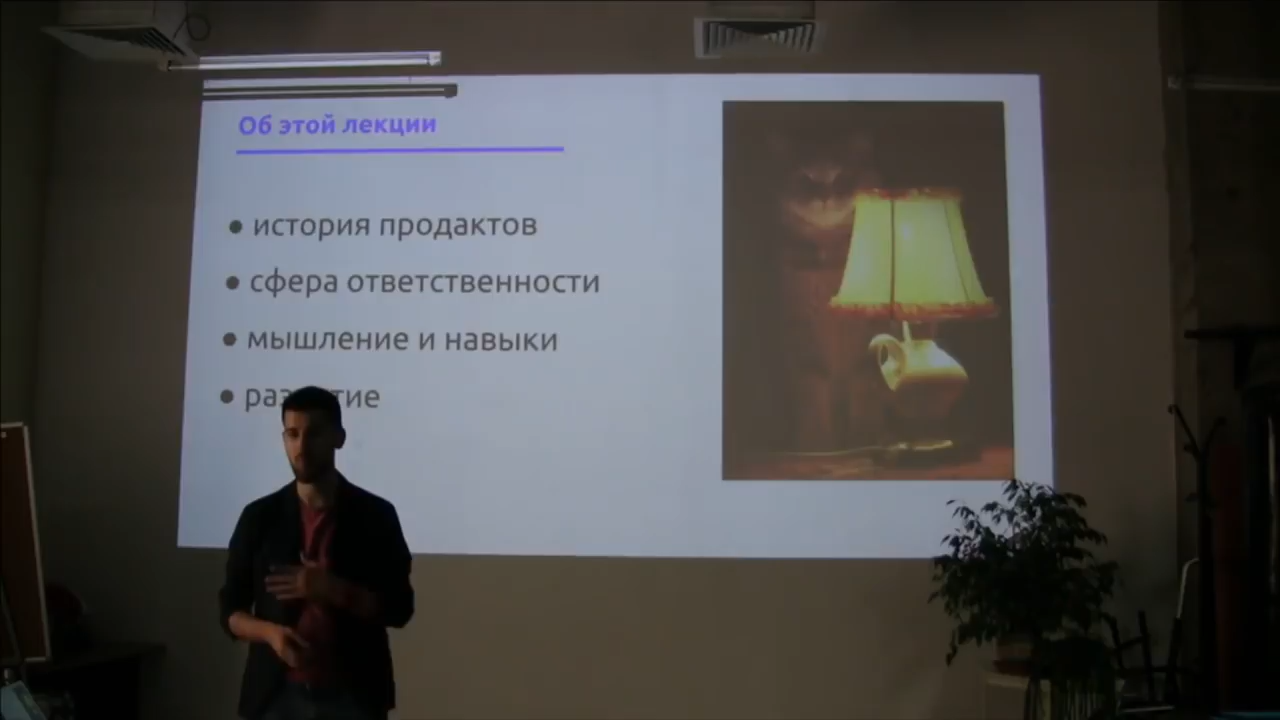 Об этой лекции
история продактов
сфера ответственности
мышление и навыки